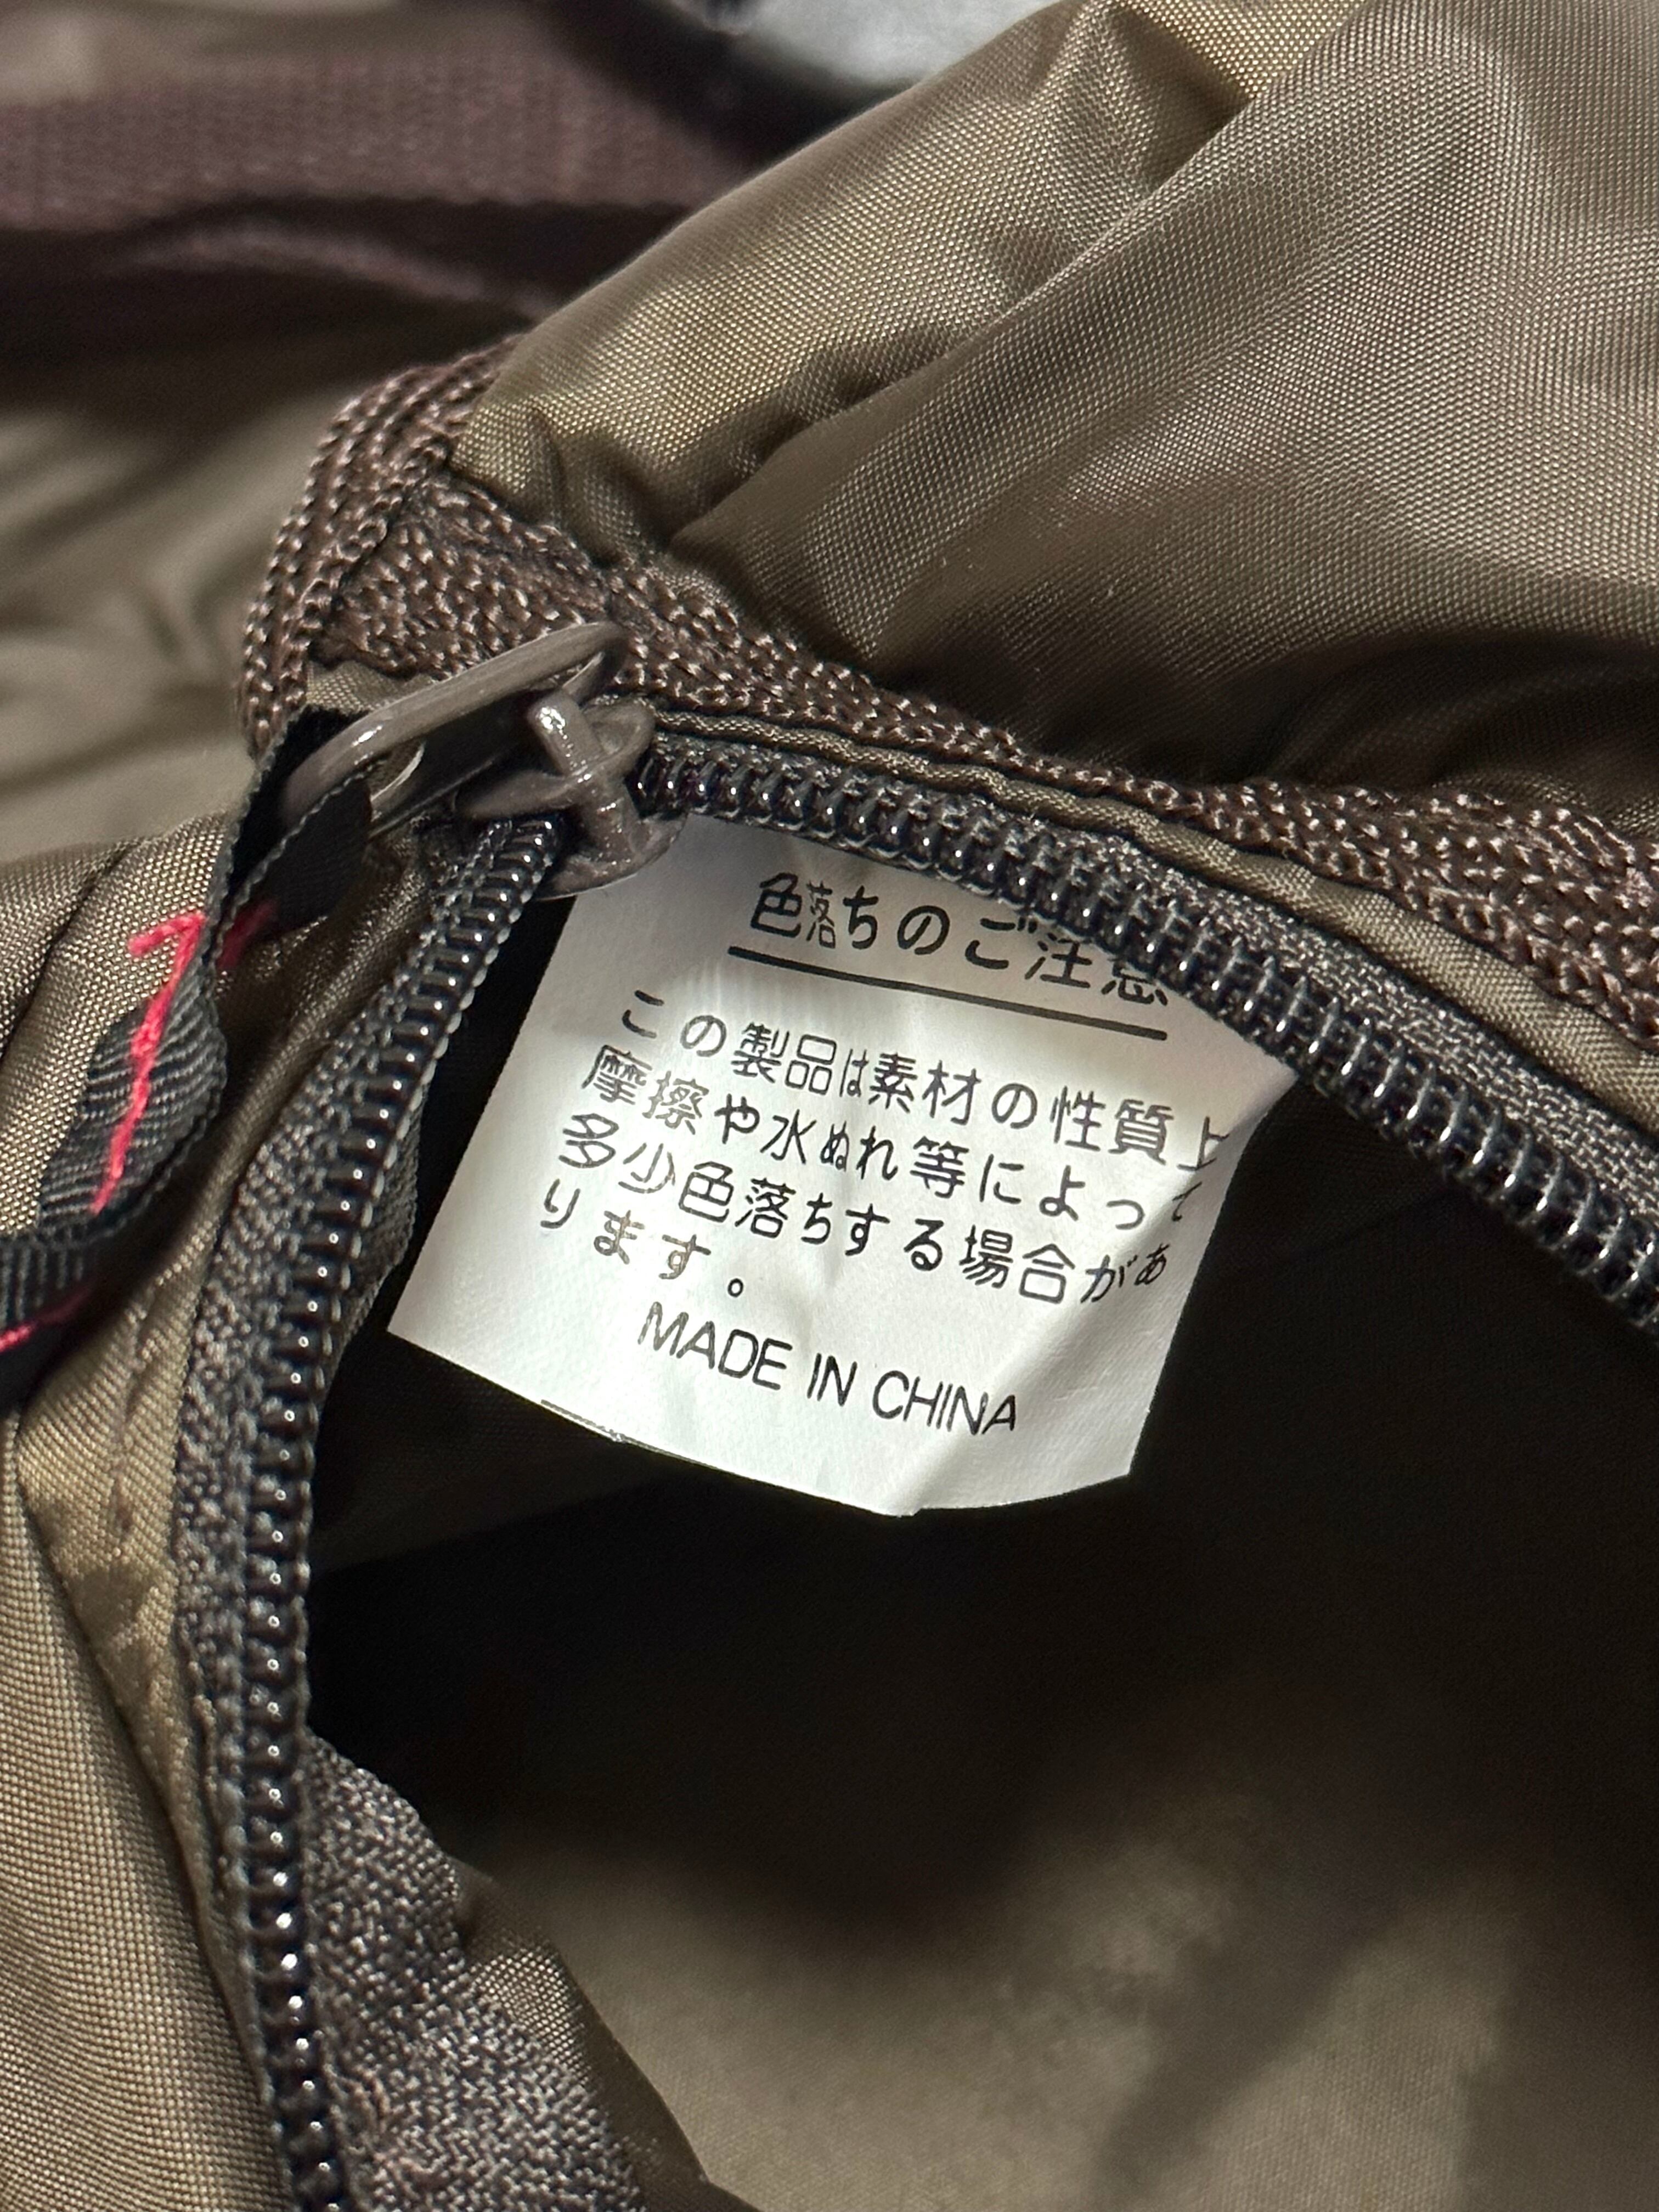 色落ちのご注意
この製品は素材の性質上
摩擦や水ぬれ等によって
多少色落ちする場合があ
ります。
MADE IN CHINA